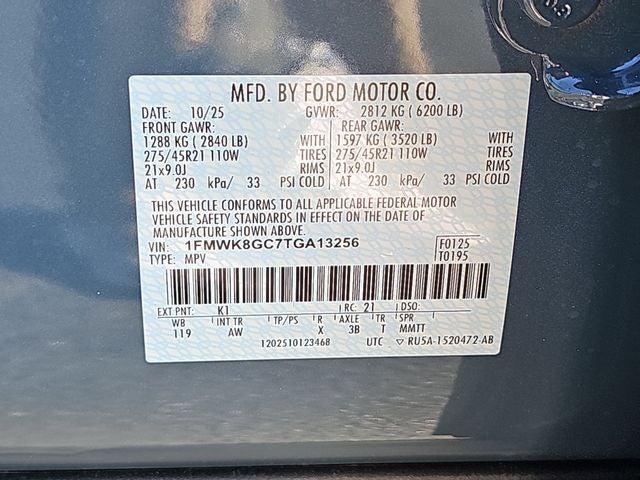 MFD. BY FORD MOTOR CO.
DATE: 10/25 GVWR: 2812 KG ( 6200 LB)
FRONT GAWR: REAR GAWR:
1288 KG ( 2840 LB) WITH 1597 KG ( 3520 LB) WITH
275/45R21 110W TIRES 275/45R21 110W TIRES
21x9.0J RIMS 21x9.0J RIMS
AT 230 kPa/ 33 PSI COLD AT 230 kPa/ 33 PSI COLD
THIS VEHICLE CONFORMS TO ALL APPLICABLE FEDERAL MOTOR
VEHICLE SAFETY STANDARDS IN EFFECT ON THE DATE OF
MANUFACTURE SHOWN ABOVE.
VIN: 1FMWK8GC7TGA13256 F0125
TYPE: MPV T0195
EXT PNT: K1 RC: 21 DSO:
WB INT TR TP/PS R AXLE TR SPR
119 AW X 3B T MMTT
1202510123468 UTC ▽ RU5A-1520472-AB